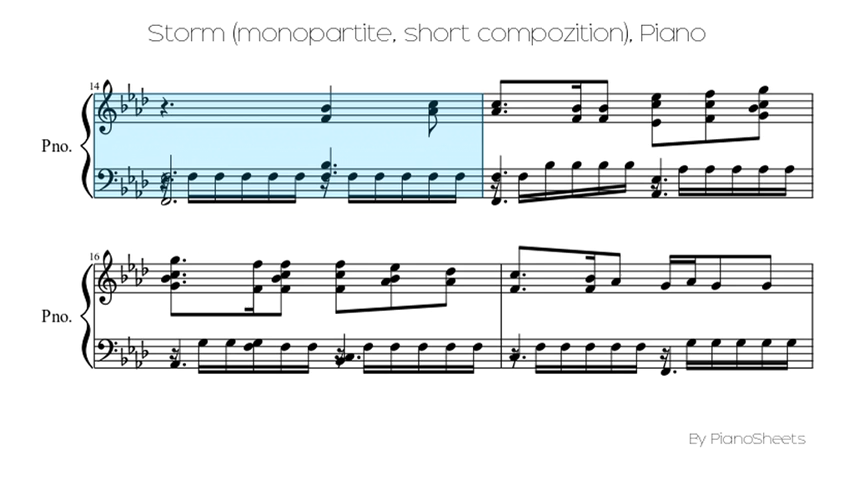 Storm (monopartite, short compozition), Piano
14
Pno.
16
Pno.
By PianoSheets